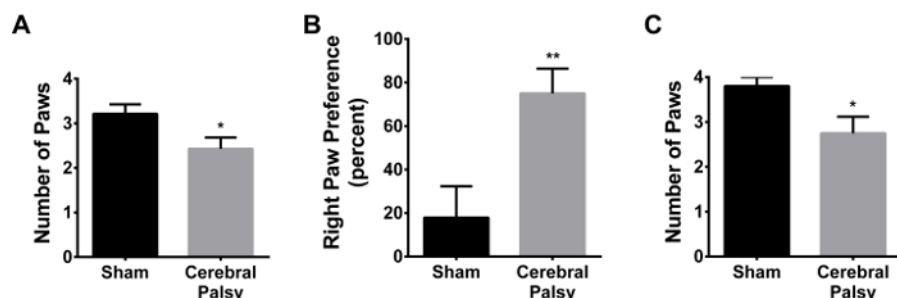 A
Number of Paws
4
3
2
1
0
*
Sham
Cerebral
Palsy
B
Right Paw Preference
(percent)
100
80
60
40
20
0
**
Sham
Cerebral
Palsy
C
Number of Paws
4
3
2
1
0
*
Sham
Cerebral
Palsy